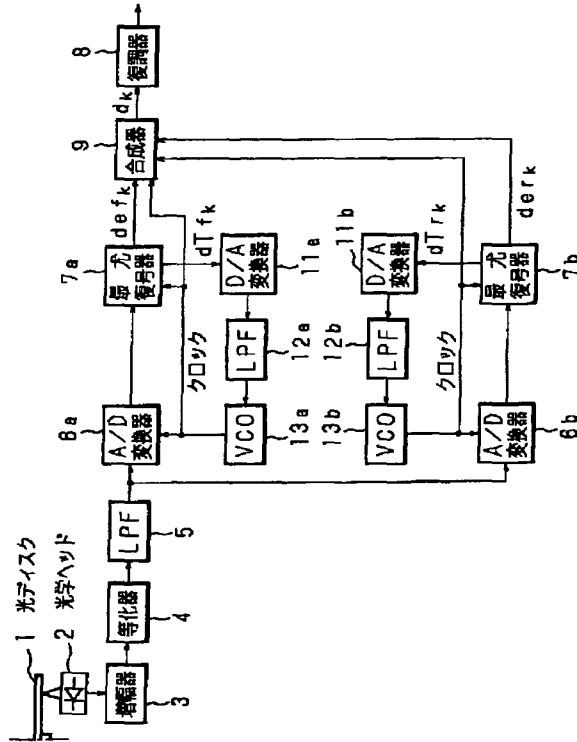 1 光ディスク
2 光学ヘッド
増幅器
3
等化器
4
LPF
5
6a
A/D
変換器
クロック
7a
最尤
復号器
defk
dTfk
D/A
変換器
11a
LPF
12a
VCO
13a
9
合成器
dk
8
復調器
11b
D/A
変換器
dTrk
12b
LPF
13b
VCO
クロック
A/D
変換器
6b
最尤
復号器
7b
derk